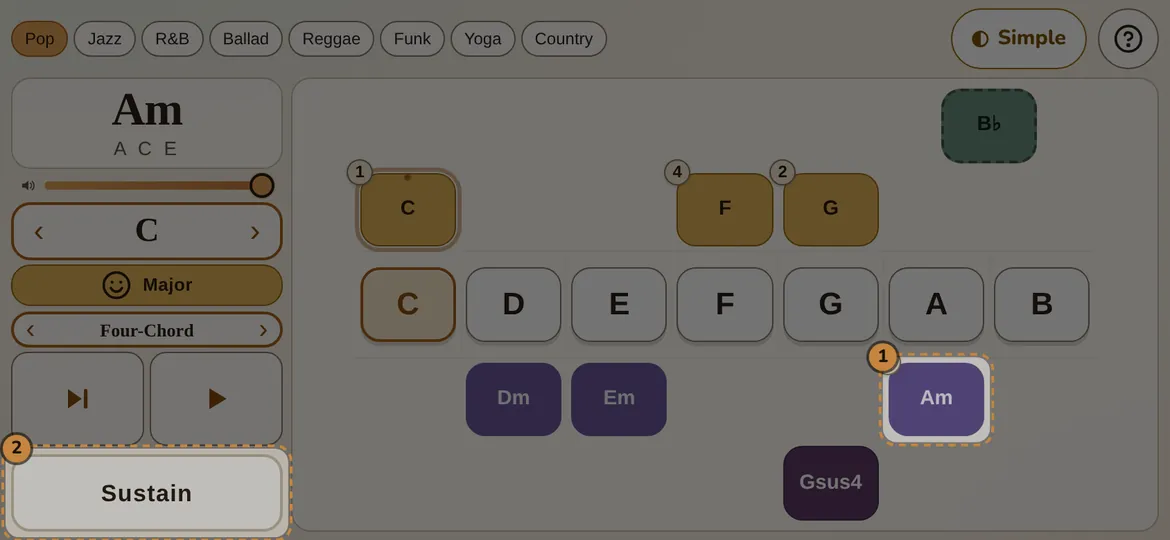 Pop Jazz R&B Ballad Reggae Funk Yoga Country Simple ?
Am
A C E
C
Major
Four-Chord
2
Sustain
B♭
1 4 2
C F G
C D E F G A B
1
Dm Em Am
Gsus4